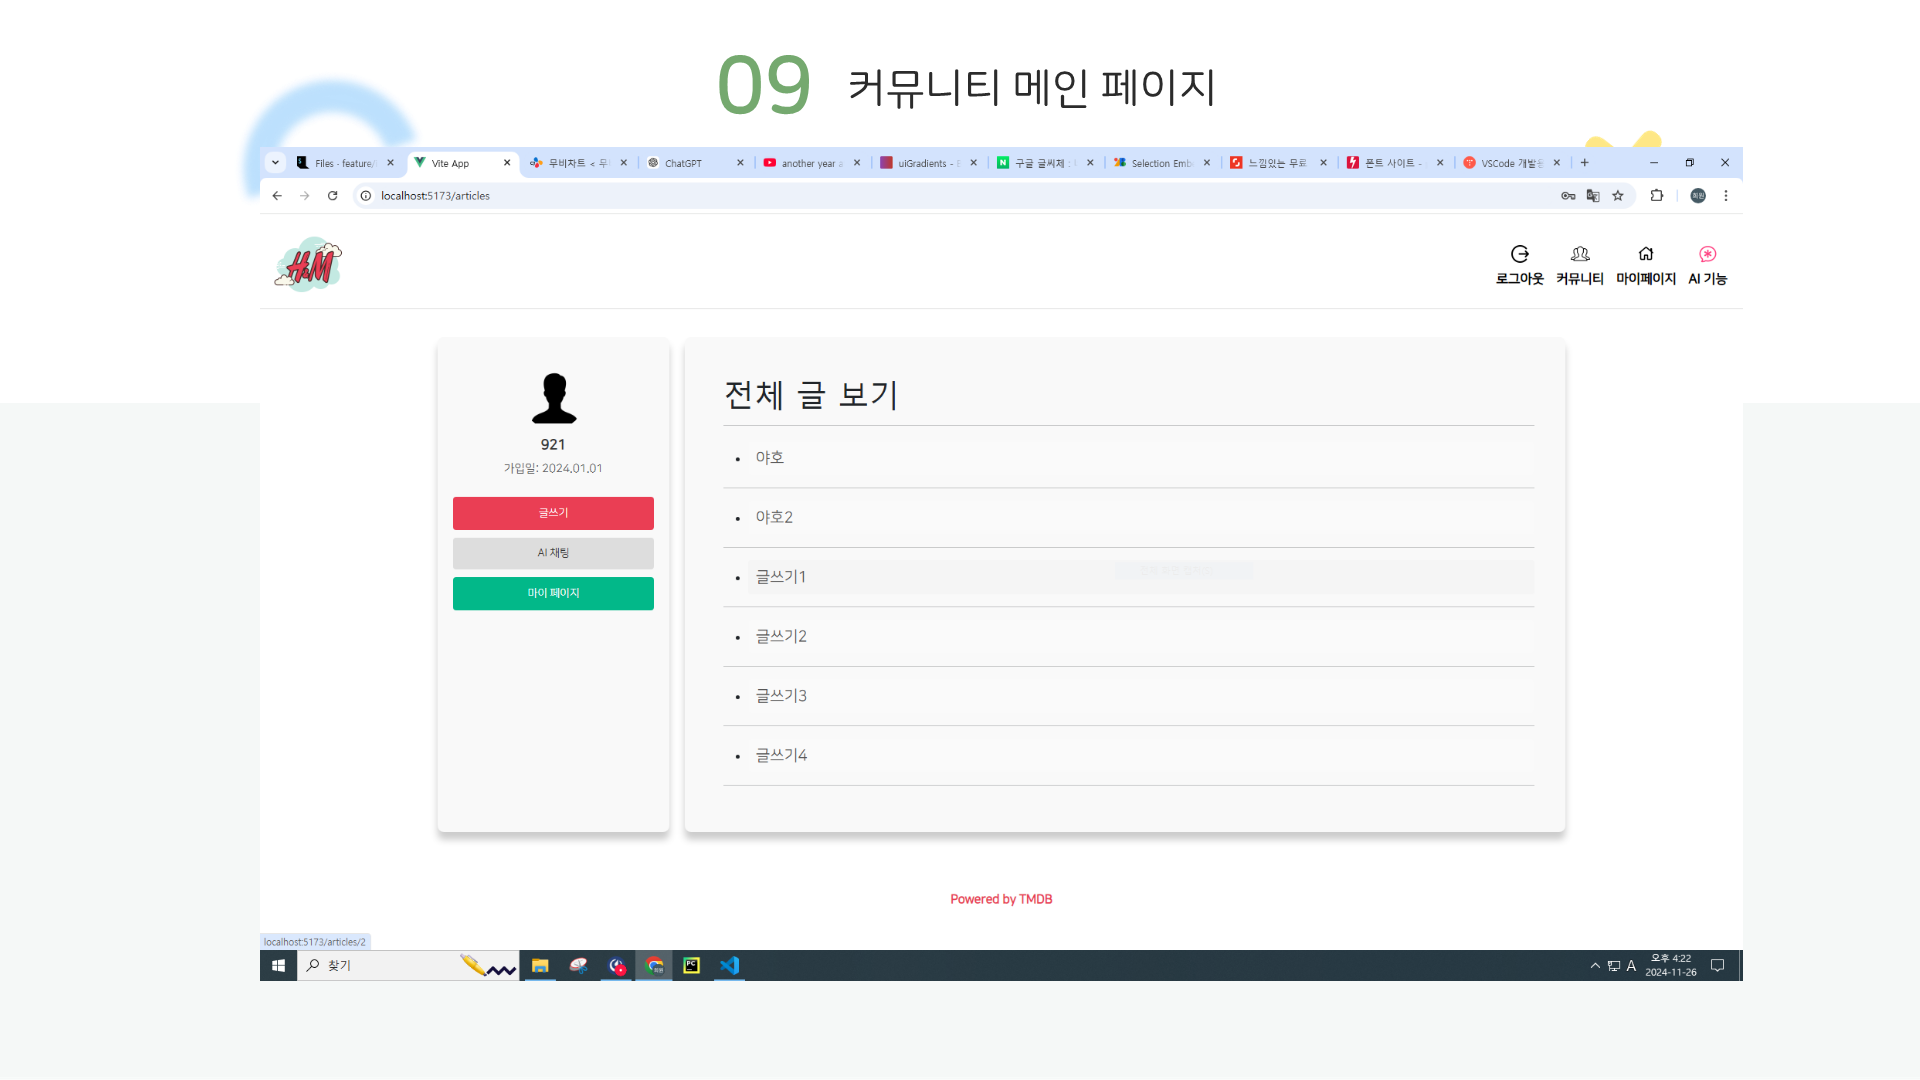 09 커뮤니티 메인 페이지
Files - feature/
Vite App
무비차트 < 무
ChatGPT
another year a
uiGradients -
구글 글씨체 :
Selection Emb
느낌있는 무료
폰트 사이트 -
VSCode 개발
localhost:5173/articles
H&M
로그아웃 커뮤니티 마이페이지 AI 기능
921
가입일: 2024.01.01
글쓰기
AI 채팅
마이 페이지
전체 글 보기
야호
야호2
글쓰기1
글쓰기2
글쓰기3
글쓰기4
Powered by TMDB
localhost:5173/articles/2
찾기
A
오후 4:22
2024-11-26